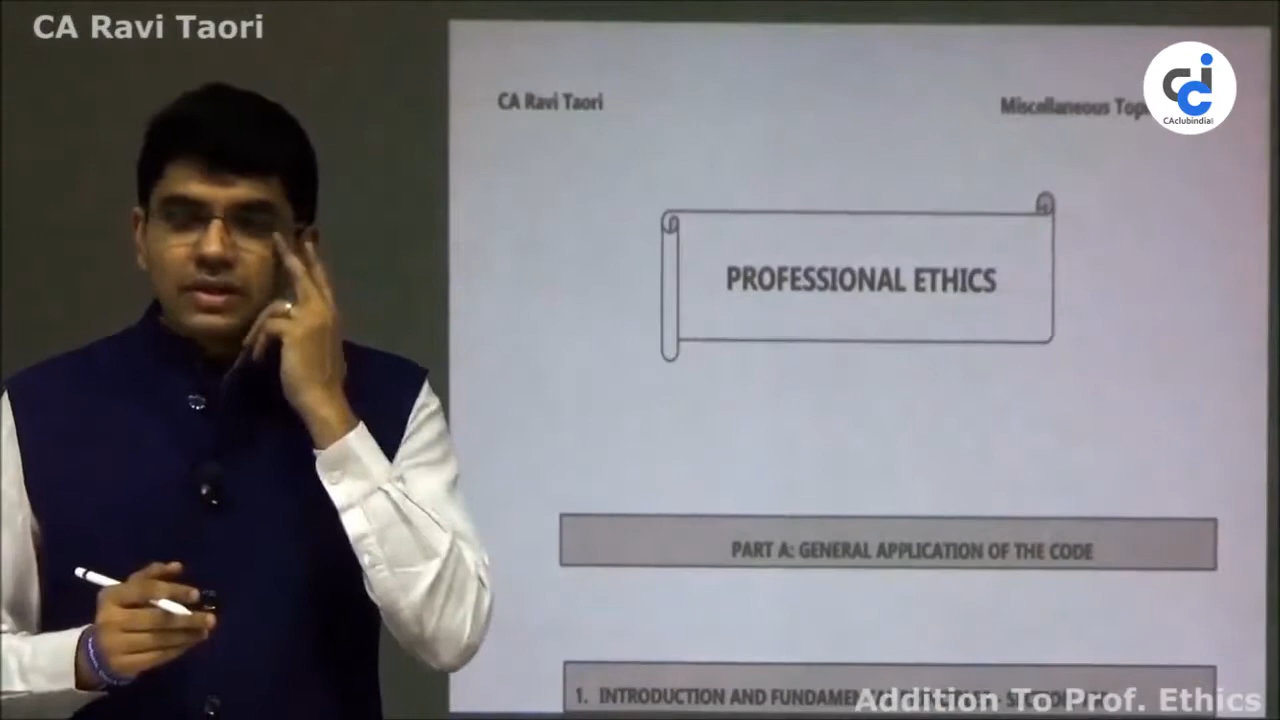 CA Ravi Taori
CA Ravi Taori
Miscellaneous
CAclubindia
PROFESSIONAL ETHICS
PART A: GENERAL APPLICATION OF THE CODE
1. INTRODUCTION AND
Addition To Prof. Ethics